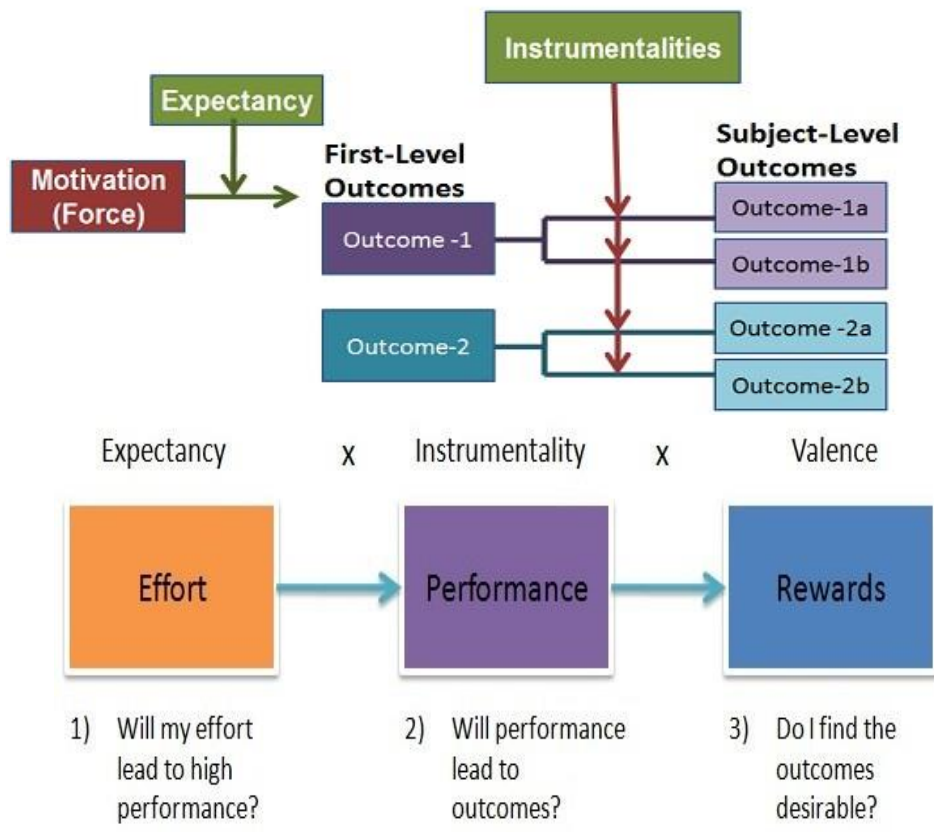 Instrumentalities
Expectancy
First-Level
Outcomes
Subject-Level
Outcomes
Motivation
(Force)
Outcome -1
Outcome-1a
Outcome-1b
Outcome-2
Outcome -2a
Outcome-2b
Expectancy x Instrumentality x Valence
Effort
Performance
Rewards
1) Will my effort
lead to high
performance?
2) Will performance
lead to
outcomes?
3) Do I find the
outcomes
desirable?